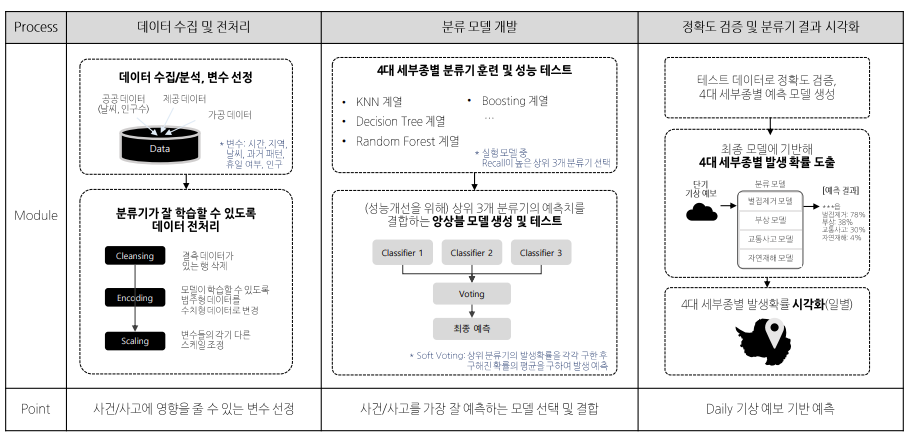 Process
데이터 수집 및 전처리
분류 모델 개발
정확도 검증 및 분류기 결과 시각화
Module
데이터 수집/분석, 변수 선정
공공 데이터
(날씨, 인구수)
제공 데이터
가공 데이터
Data
* 변수: 시간, 지역,
날씨, 과거 패턴,
휴일 여부, 인구
분류기가 잘 학습할 수 있도록
데이터 전처리
Cleansing
결측 데이터가
있는 행 삭제
Encoding
모델이 학습할 수 있도록
범주형 데이터를
수치형 데이터로 변경
Scaling
변수들의 각기 다른
스케일 조정
4대 세부종별 분류기 훈련 및 성능 테스트
• KNN 계열
• Decision Tree 계열
• Random Forest 계열
• Boosting 계열
…
* 실험 모델 중
Recall이 높은 상위 3개 분류기 선택
(성능개선을 위해) 상위 3개 분류기의 예측치를
결합하는 앙상블 모델 생성 및 테스트
Classifier 1
Classifier 2
Classifier 3
Voting
최종 예측
* Soft Voting: 상위 분류기의 발생확률을 각각 구한 후
구해진 확률의 평균을 구하여 발생 예측
테스트 데이터로 정확도 검증,
4대 세부종별 예측 모델 생성
최종 모델에 기반해
4대 세부종별 발생 확률 도출
단기
기상 예보
분류 모델
벌집제거 모델
부상 모델
교통사고 모델
자연재해 모델
[예측 결과]
***읍
벌집제거: 78%
부상: 38%
교통사고: 30%
자연재해: 4%
4대 세부종별 발생확률 시각화(일별)
Point
사건/사고에 영향을 줄 수 있는 변수 선정
사건/사고를 가장 잘 예측하는 모델 선택 및 결합
Daily 기상 예보 기반 예측